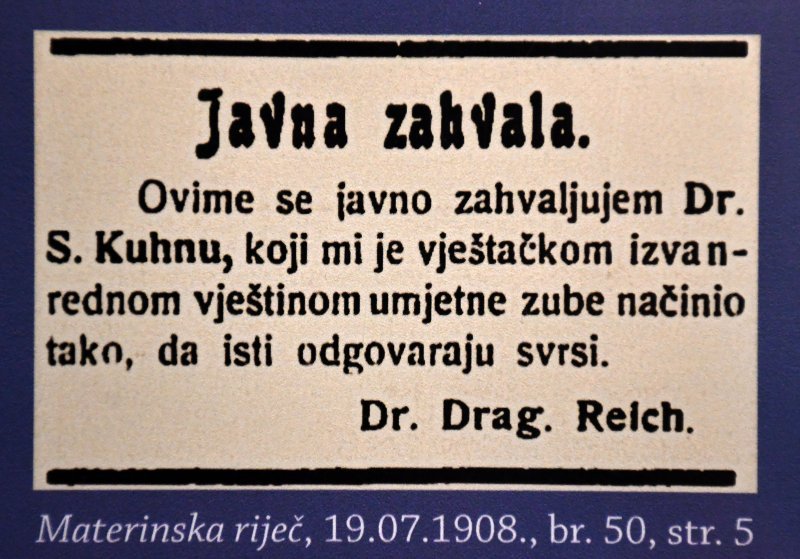 Javna zahvala.
Ovime se javno zahvaljujem Dr.
S. Kuhnu, koji mi je vještačkom izvan-
rednom vještinom umjetne zube načinio
tako, da isti odgovaraju svrsi.
Dr. Drag. Reich.
Materinska riječ, 19.07.1908., br. 50, str. 5